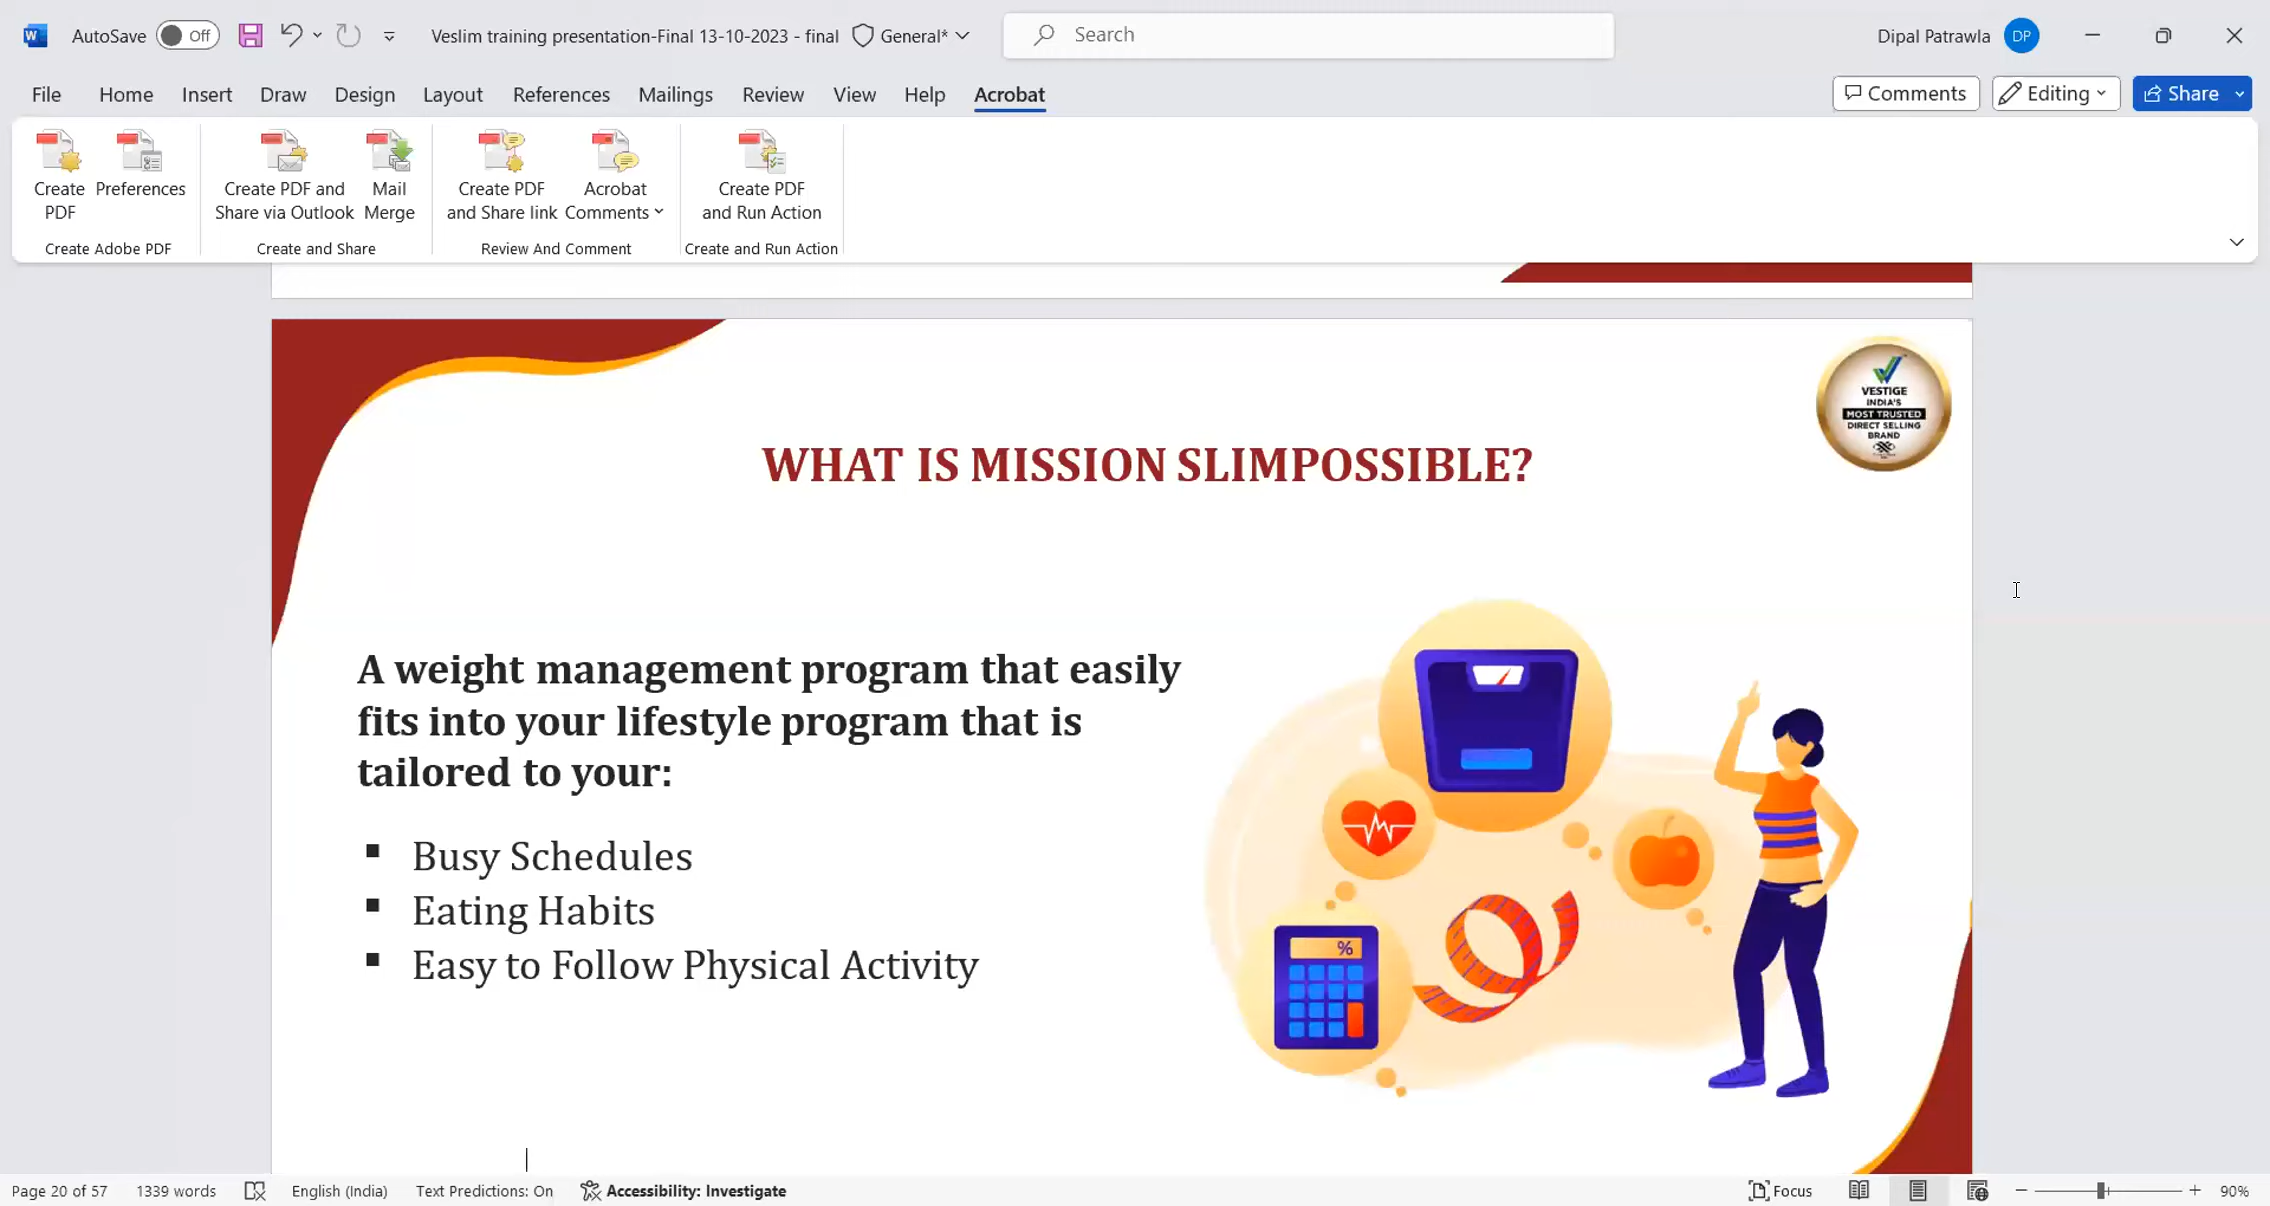 AutoSave Off Veslim training presentation-Final 13-10-2023 - final General* Search Dipal Patrawla DP
File Home Insert Draw Design Layout References Mailings Review View Help Acrobat Comments Editing Share
Create PDF
Preferences
Create PDF and Share via Outlook
Mail Merge
Create PDF and Share link
Acrobat Comments
Create PDF and Run Action
Create Adobe PDF Create and Share Review And Comment Create and Run Action
VESTIGE
INDIA'S
MOST TRUSTED
DIRECT SELLING
BRAND
WHAT IS MISSION SLIMPOSSIBLE?
A weight management program that easily
fits into your lifestyle program that is
tailored to your:
▪ Busy Schedules
▪ Eating Habits
▪ Easy to Follow Physical Activity
%
Page 20 of 57 1339 words English (India) Text Predictions: On Accessibility: Investigate Focus 90%